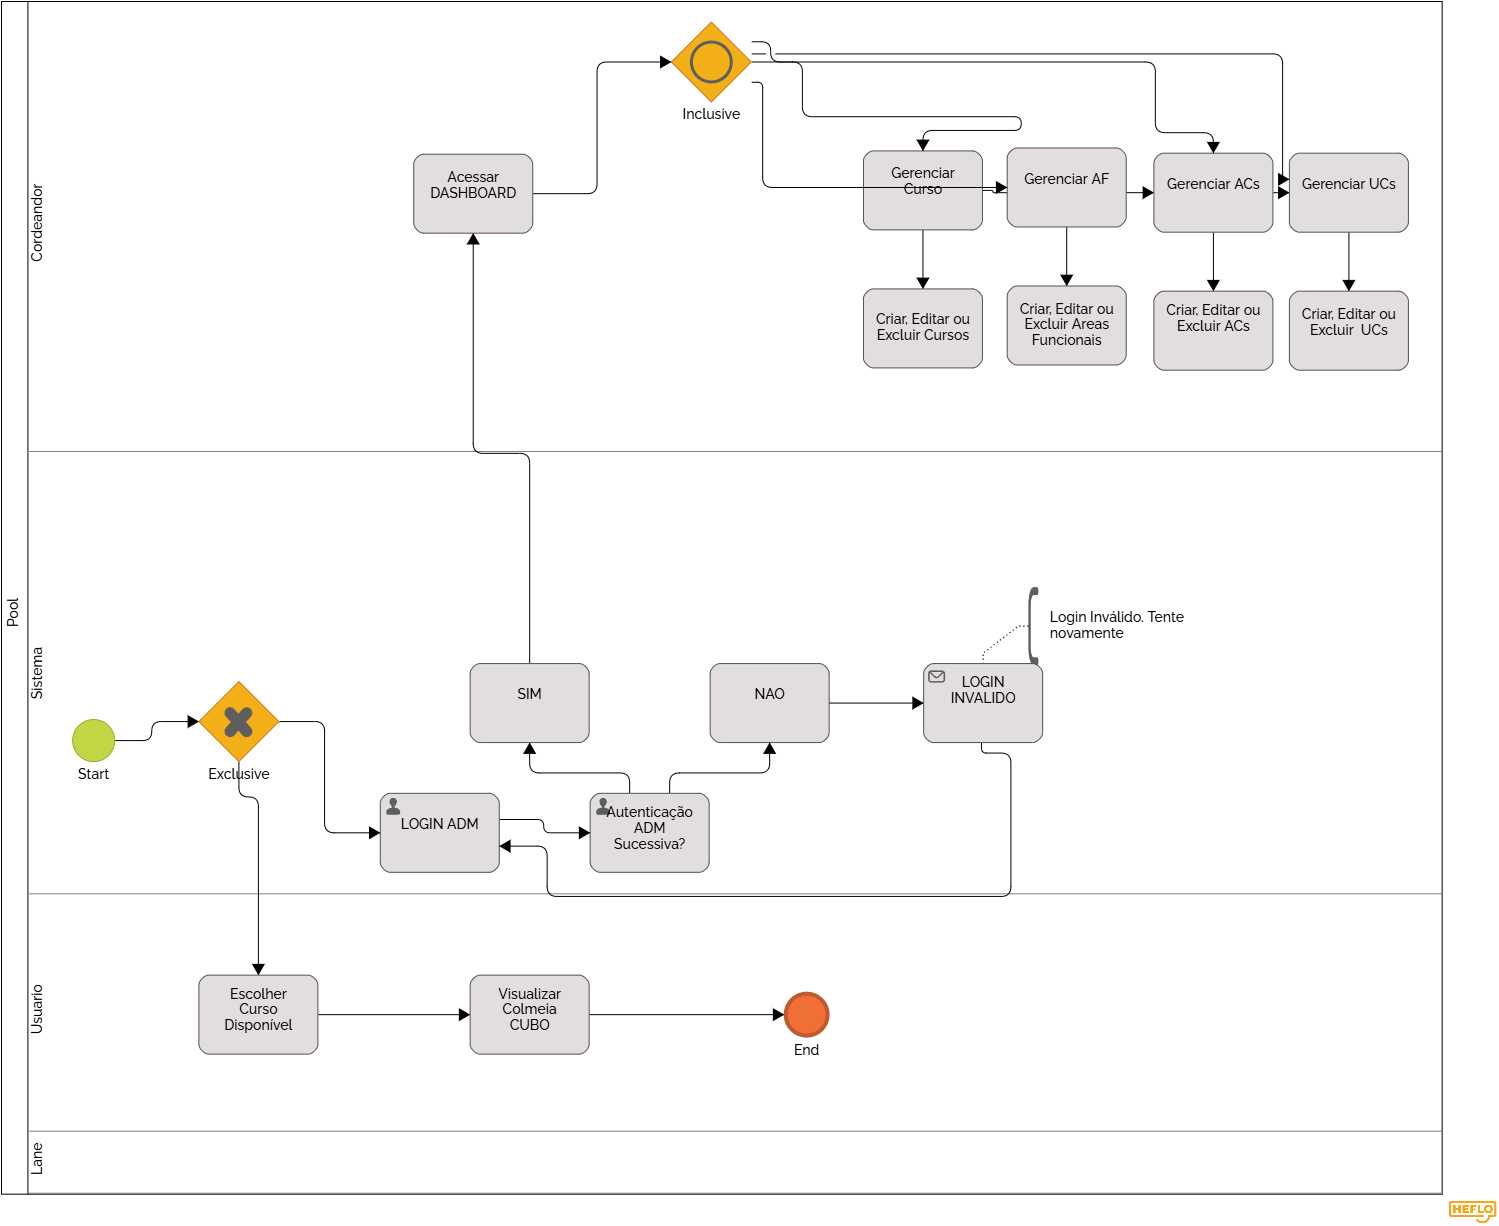 Pool
Cordeandor
Inclusive
Acessar
DASHBOARD
Gerenciar
Curso
Gerenciar AF
Gerenciar ACs
Gerenciar UCs
Criar, Editar ou
Excluir Cursos
Criar, Editar ou
Excluir Areas
Funcionais
Criar, Editar ou
Excluir ACs
Criar, Editar ou
Excluir UCs
Sistema
Login Inválido. Tente
novamente
SIM
NAO
LOGIN
INVALIDO
Start
Exclusive
LOGIN ADM
Autenticação
ADM
Sucessiva?
Usuario
Escolher
Curso
Disponível
Visualizar
Colmeia
CUBO
End
Lane
HEFLO